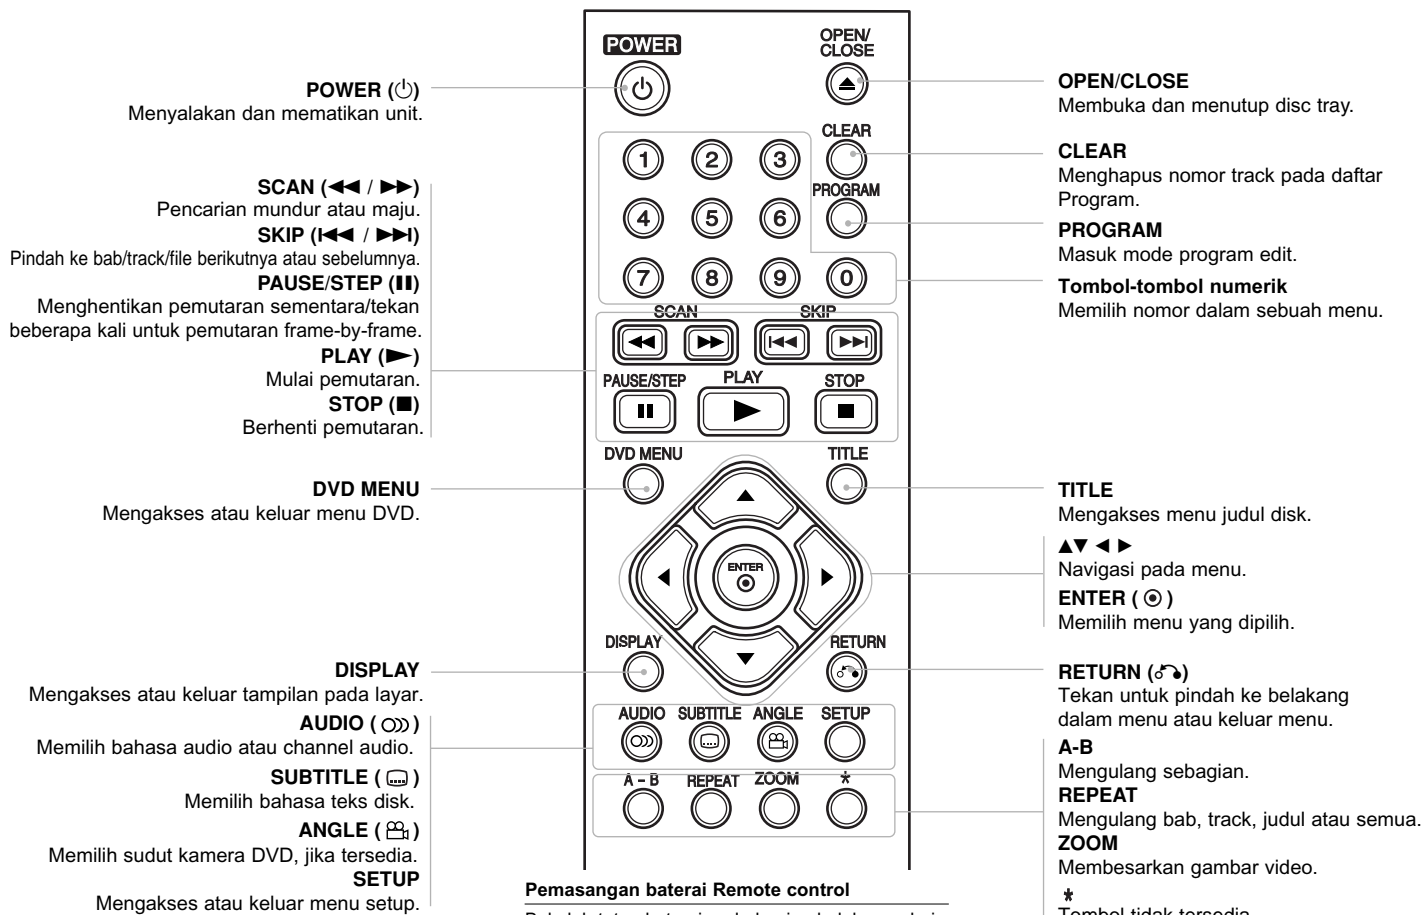 POWER (⏻)
Menyalakan dan mematikan unit.
SCAN (◀◀ / ▶▶)
Pencarian mundur atau maju.
SKIP (I◀◀ / ▶▶I)
Pindah ke bab/track/file berikutnya atau sebelumnya.
PAUSE/STEP (II)
Menghentikan pemutaran sementara/tekan
beberapa kali untuk pemutaran frame-by-frame.
PLAY (▶)
Mulai pemutaran.
STOP (■)
Berhenti pemutaran.
DVD MENU
Mengakses atau keluar menu DVD.
DISPLAY
Mengakses atau keluar tampilan pada layar.
AUDIO ( )
Memilih bahasa audio atau channel audio.
SUBTITLE ( )
Memilih bahasa teks disk.
ANGLE ( )
Memilih sudut kamera DVD, jika tersedia.
SETUP
Mengakses atau keluar menu setup.
POWER
OPEN/
CLOSE
CLEAR
1 2 3
PROGRAM
4 5 6
7 8 9 0
SCAN SKIP
PAUSE/STEP PLAY STOP
DVD MENU TITLE
ENTER
DISPLAY RETURN
AUDIO SUBTITLE ANGLE SETUP
A – B REPEAT ZOOM *
Pemasangan baterai Remote control
OPEN/CLOSE
Membuka dan menutup disc tray.
CLEAR
Menghapus nomor track pada daftar
Program.
PROGRAM
Masuk mode program edit.
Tombol-tombol numerik
Memilih nomor dalam sebuah menu.
TITLE
Mengakses menu judul disk.
▲▼ ◀ ▶
Navigasi pada menu.
ENTER ( ◉ )
Memilih menu yang dipilih.
RETURN ( )
Tekan untuk pindah ke belakang
dalam menu atau keluar menu.
A-B
Mengulang sebagian.
REPEAT
Mengulang bab, track, judul atau semua.
ZOOM
Membesarkan gambar video.
*
Tombol tidak tersedia